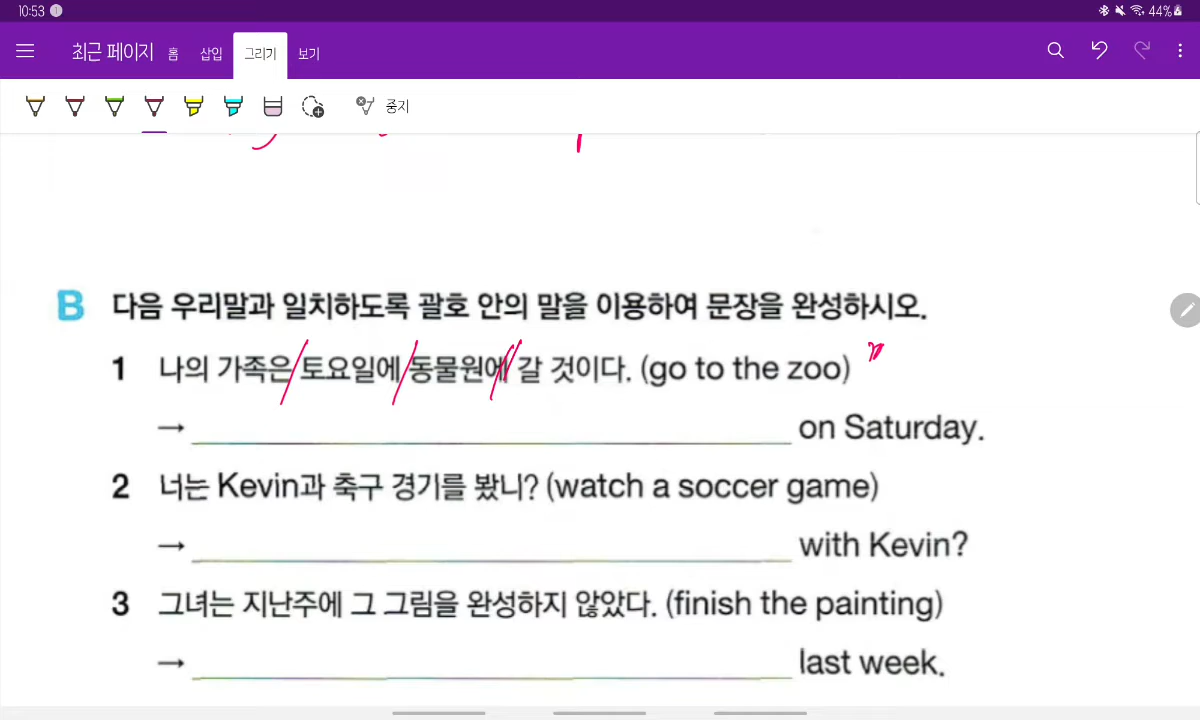 10:53 44%
최근 페이지 홈 삽입 그리기 보기
중지
B 다음 우리말과 일치하도록 괄호 안의 말을 이용하여 문장을 완성하시오.
1 나의 가족은 토요일에 동물원에 갈 것이다. (go to the zoo)
→ on Saturday.
2 너는 Kevin과 축구 경기를 봤니? (watch a soccer game)
→ with Kevin?
3 그녀는 지난주에 그 그림을 완성하지 않았다. (finish the painting)
→ last week.